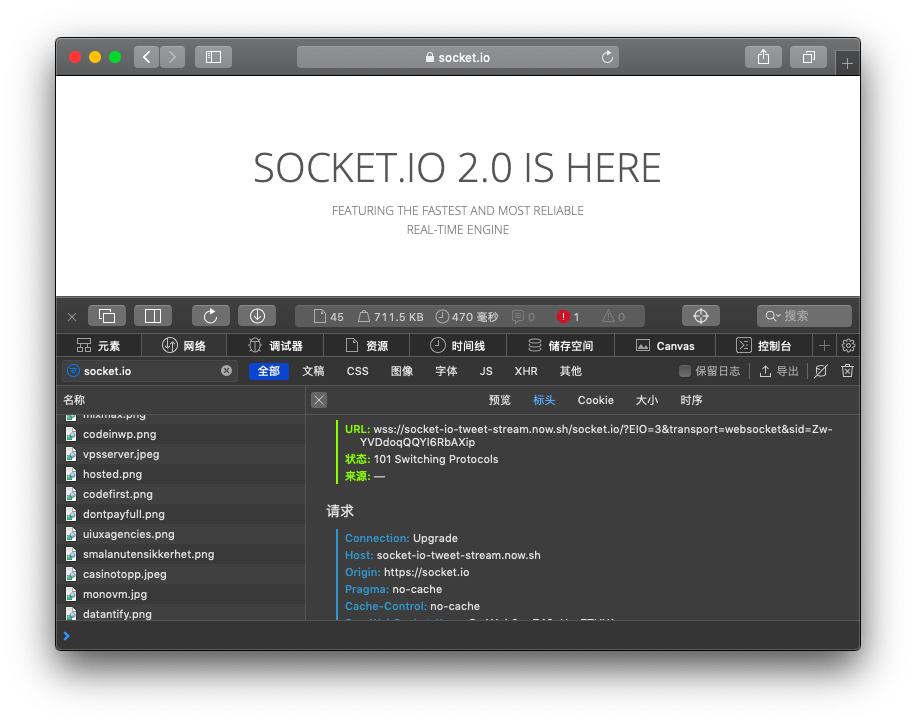 socket.io
SOCKET.IO 2.0 IS HERE
FEATURING THE FASTEST AND MOST RELIABLE
REAL-TIME ENGINE
45 711.5 KB 470 毫秒 0 1 0 搜索
元素 网络 调试器 资源 时间线 储存空间 Canvas 控制台
socket.io 全部 文稿 CSS 图像 字体 JS XHR 其他 保留日志 导出
名称 预览 标头 Cookie 大小 时序
mixmax.png
codeinwp.png
vpsserver.jpeg
hosted.png
codefirst.png
dontpayfull.png
uiuxagencies.png
smalanutensikkerhet.png
casinotopp.jpeg
monovm.jpg
datantify.png
URL: wss://socket-io-tweet-stream.now.sh/socket.io/?EIO=3&transport=websocket&sid=Zw-
YVDdoqQQYl6RbAXip
状态: 101 Switching Protocols
来源: —
请求
Connection: Upgrade
Host: socket-io-tweet-stream.now.sh
Origin: https://socket.io
Pragma: no-cache
Cache-Control: no-cache